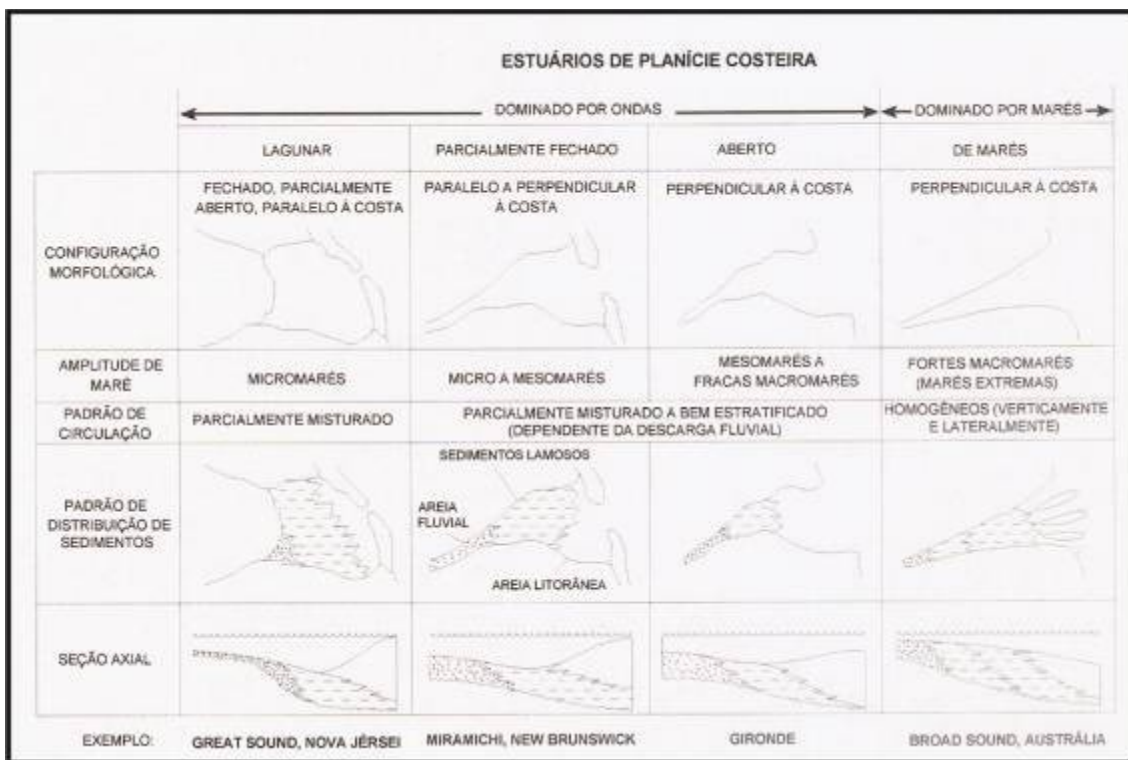 ESTUÁRIOS DE PLANÍCIE COSTEIRA
DOMINADO POR ONDAS
DOMINADO POR MARÉS
LAGUNAR
PARCIALMENTE FECHADO
ABERTO
DE MARÉS
CONFIGURAÇÃO
MORFOLÓGICA
FECHADO, PARCIALMENTE
ABERTO, PARALELO À COSTA
PARALELO A PERPENDICULAR
À COSTA
PERPENDICULAR À COSTA
PERPENDICULAR À COSTA
AMPLITUDE DE
MARÉ
MICROMARÉS
MICRO A MESOMARÉS
MESOMARÉS A
FRACAS MACROMARÉS
FORTES MACROMARÉS
(MARÉS EXTREMAS)
PADRÃO DE
CIRCULAÇÃO
PARCIALMENTE MISTURADO
PARCIALMENTE MISTURADO A BEM ESTRATIFICADO
(DEPENDENTE DA DESCARGA FLUVIAL)
HOMOGÊNEOS (VERTICAMENTE
E LATERALMENTE)
PADRÃO DE
DISTRIBUIÇÃO DE
SEDIMENTOS
SEDIMENTOS LAMOSOS
AREIA
FLUVIAL
AREIA LITORÂNEA
SEÇÃO AXIAL
EXEMPLO:
GREAT SOUND, NOVA JÉRSEI
MIRAMICHI, NEW BRUNSWICK
GIRONDE
BROAD SOUND, AUSTRÁLIA